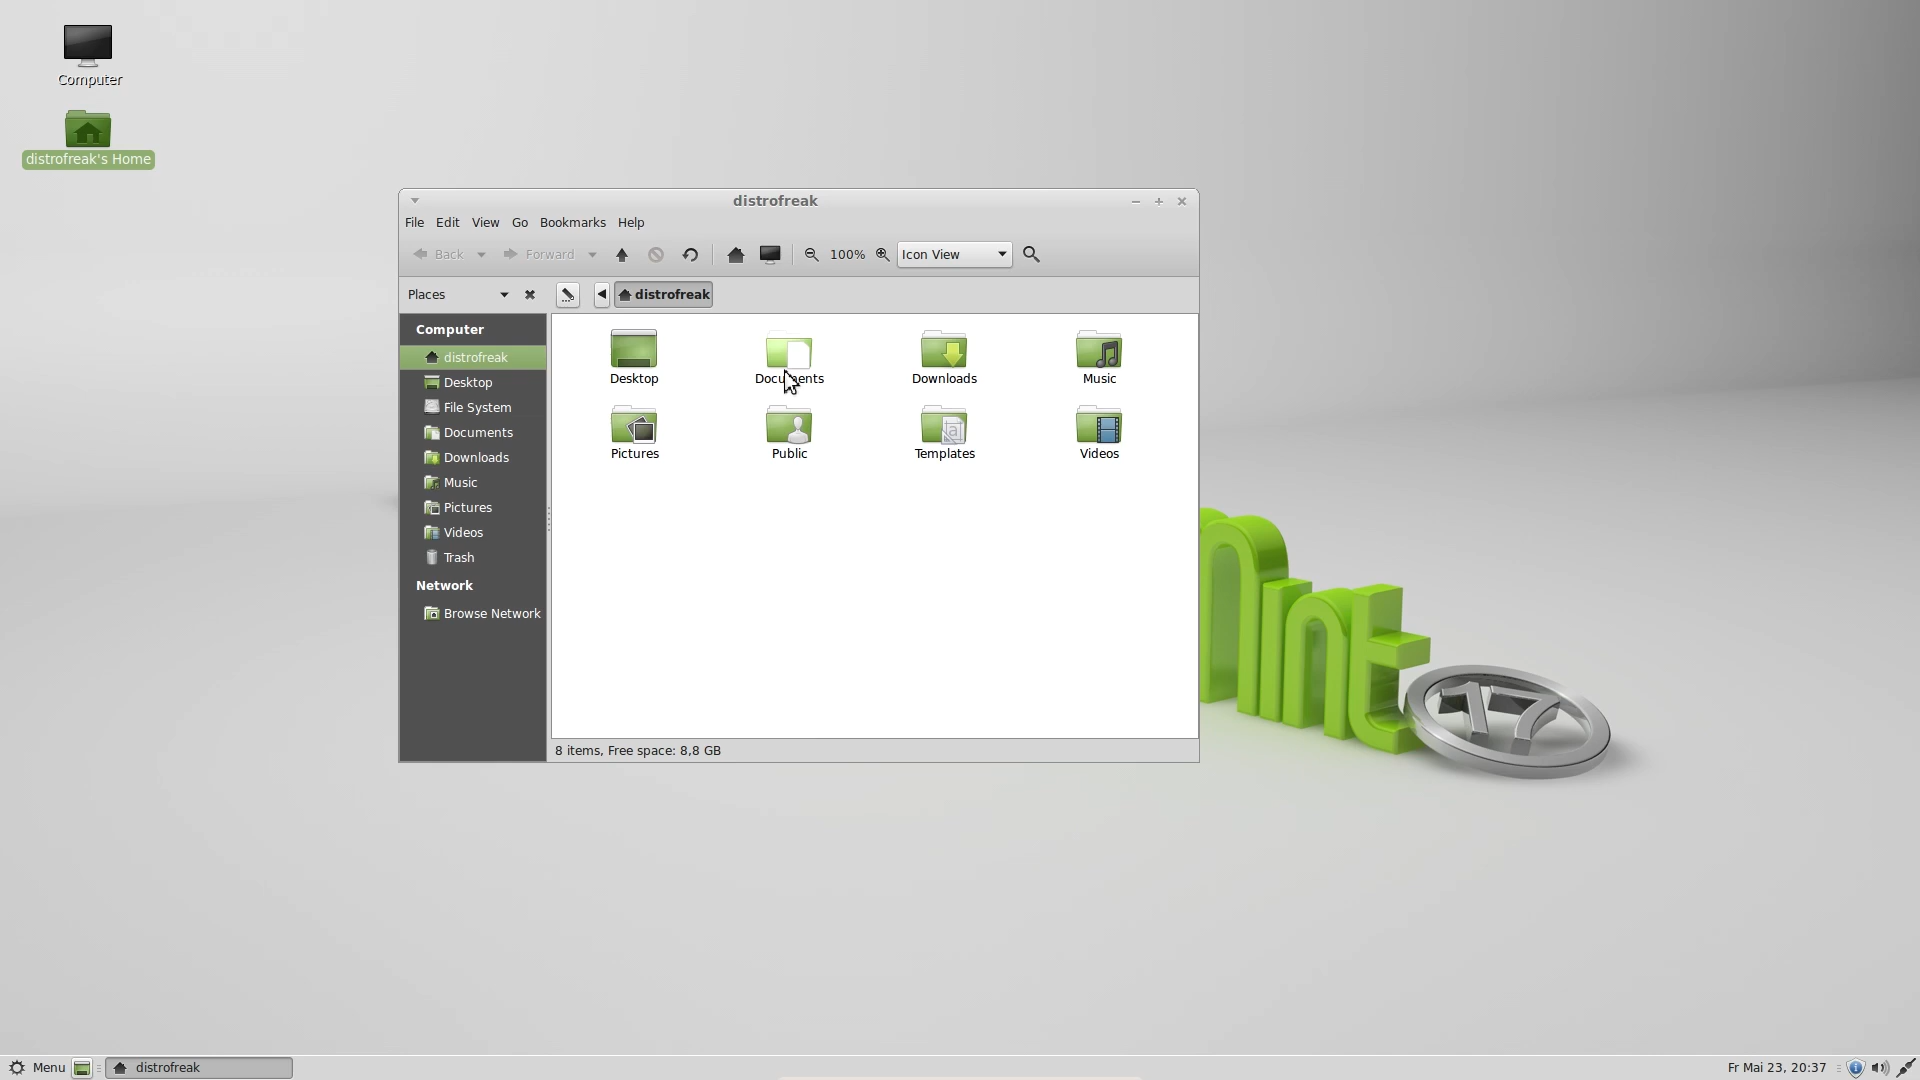 Computer
distrofreak's Home
distrofreak
File Edit View Go Bookmarks Help
Back Forward 100% Icon View
Places distrofreak
Computer
distrofreak
Desktop
File System
Documents
Downloads
Music
Pictures
Videos
Trash
Network
Browse Network
Desktop Documents Downloads Music
Pictures Public Templates Videos
8 items, Free space: 8,8 GB
17
Menu distrofreak Fr Mai 23, 20:37